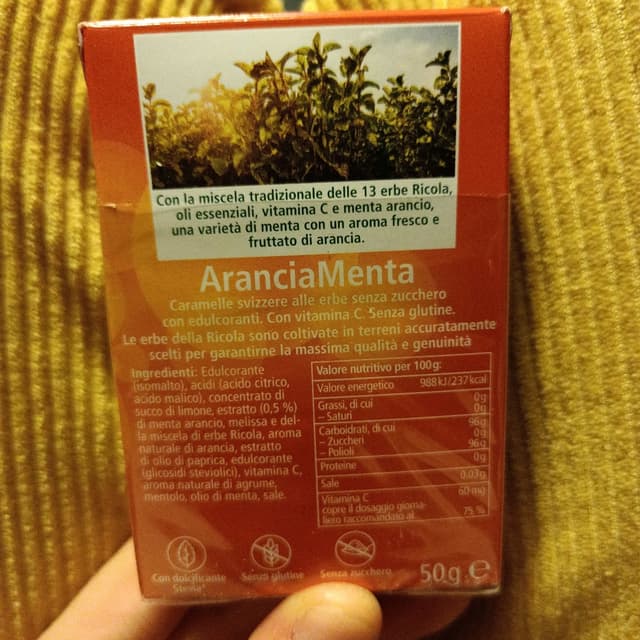 Con la miscela tradizionale delle 13 erbe Ricola,
oli essenziali, vitamina C e menta arancio,
una varietà di menta con un aroma fresco e
fruttato di arancia.
AranciaMenta
Caramelle svizzere alle erbe senza zucchero
con edulcoranti. Con vitamina C. Senza glutine.
Le erbe della Ricola sono coltivate in terreni accuratamente
scelti per garantirne la massima qualità e genuinità
Ingredienti: Edulcorante
(isomalto), acidi (acido citrico,
acido malico), concentrato di
succo di limone, estratto (0,5 %)
di menta arancio, melissa e del-
la miscela di erbe Ricola, aroma
naturale di arancia, estratto
di olio di paprica, edulcorante
(glicosidi steviolici), vitamina C,
aroma naturale di agrume,
mentolo, olio di menta, sale.
Valore nutritivo per 100g:
Valore energetico 988kJ/237kcal
Grassi, di cui 0g
– Saturi 0g
Carboidrati, di cui 96g
– Zuccheri 0g
– Polioli 96g
Proteine 0g
Sale 0.03g
Vitamina C 60 mg
copre il dosaggio giorna-
liero raccomandato al 75 %
Con dolcificante
Stevia
Senza glutine
Senza zucchero
50g e